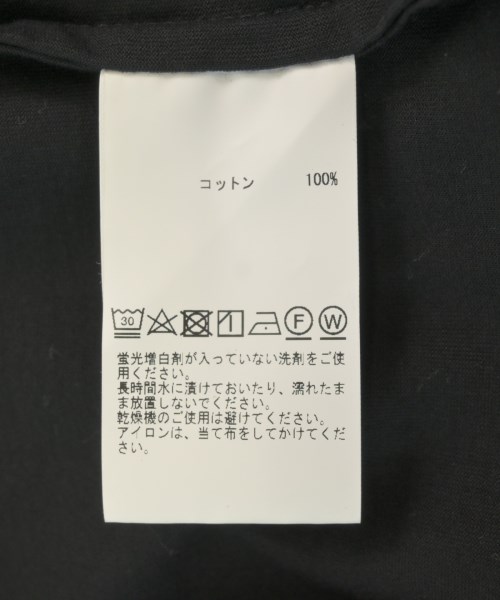 コットン 100%
30 F W
蛍光増白剤が入っていない洗剤をご使
用ください。
長時間水に漬けておいたり、濡れたま
ま放置しないでください。
乾燥機のご使用は避けてください。
アイロンは、当て布をしてかけてくだ
さい。